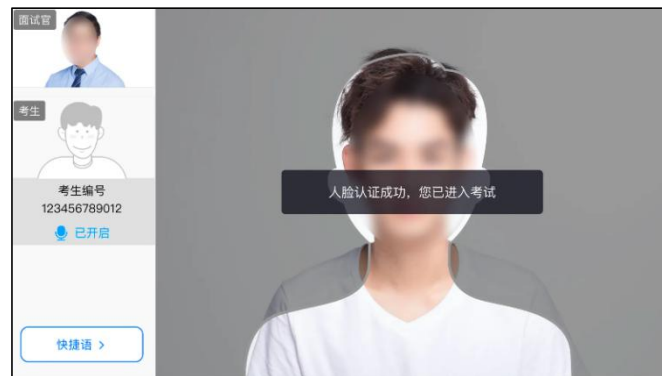 面试官
考生
考生编号
123456789012
已开启
快捷语 >
人脸认证成功，您已进入考试